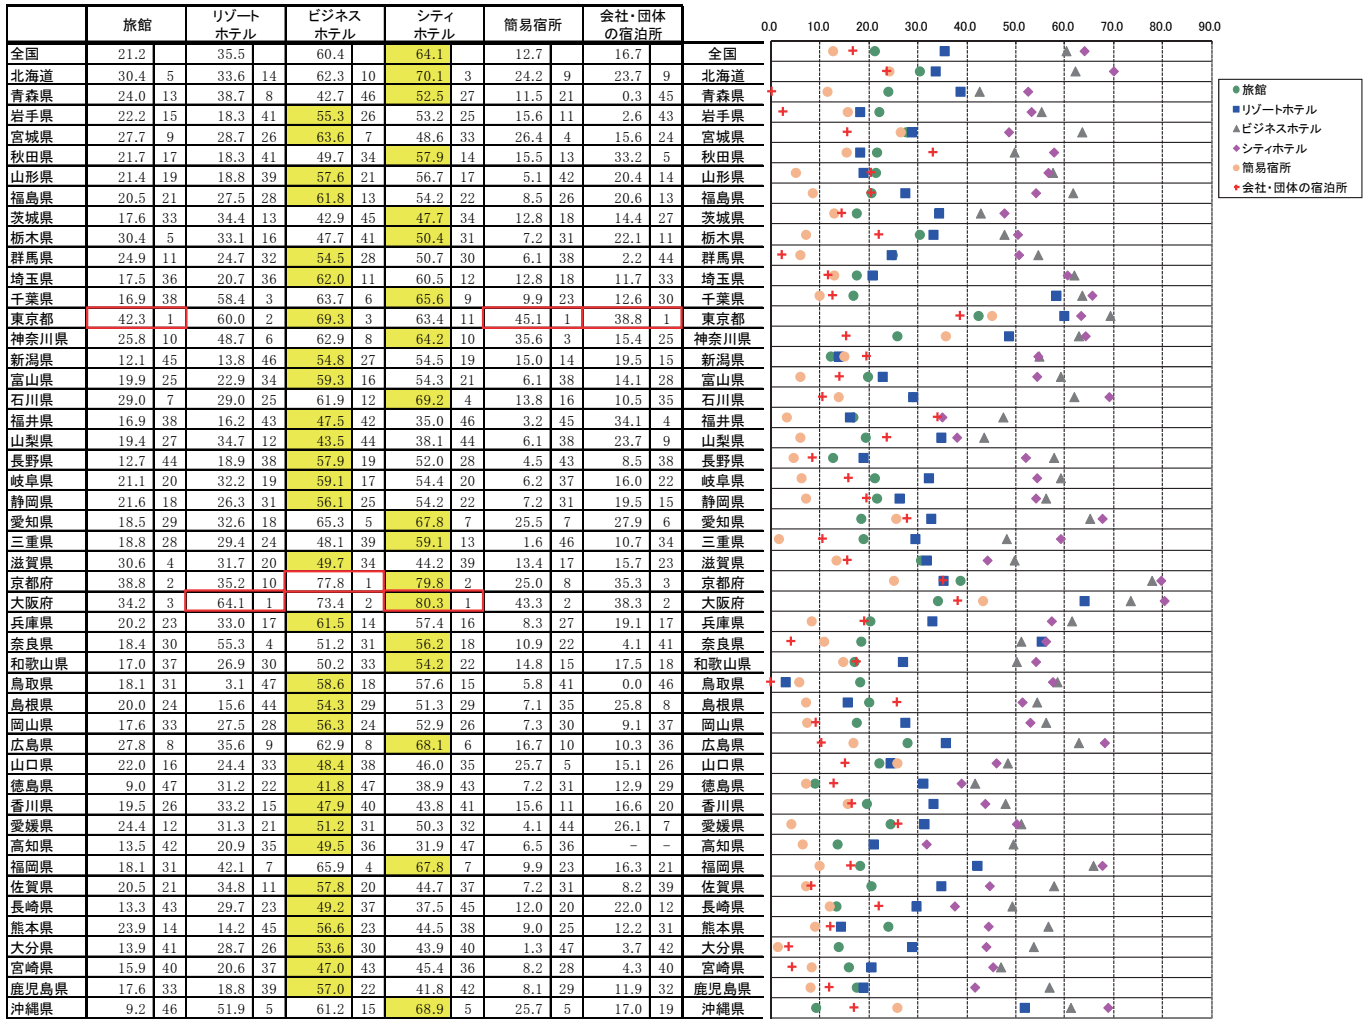 旅館 リゾートホテル ビジネスホテル シティホテル 簡易宿所 会社・団体の宿泊所
0.0 10.0 20.0 30.0 40.0 50.0 60.0 70.0 80.0 90.0
全国 21.2 35.5 60.4 64.1 12.7 16.7 全国
北海道 30.4 5 33.6 14 62.3 10 70.1 3 24.2 9 23.7 9 北海道
青森県 24.0 13 38.7 8 42.7 46 52.5 27 11.5 21 0.3 45 青森県
岩手県 22.2 15 18.3 41 55.3 26 53.2 25 15.6 11 2.6 43 岩手県
宮城県 27.7 9 28.7 26 63.6 7 48.6 33 26.4 4 15.6 24 宮城県
秋田県 21.7 17 18.3 41 49.7 34 57.9 14 15.5 13 33.2 5 秋田県
山形県 21.4 19 18.8 39 57.6 21 56.7 17 5.1 42 20.4 14 山形県
福島県 20.5 21 27.5 28 61.8 13 54.2 22 8.5 26 20.6 13 福島県
茨城県 17.6 33 34.4 13 42.9 45 47.7 34 12.8 18 14.4 27 茨城県
栃木県 30.4 5 33.1 16 47.7 41 50.4 31 7.2 31 22.1 11 栃木県
群馬県 24.9 11 24.7 32 54.5 28 50.7 30 6.1 38 2.2 44 群馬県
埼玉県 17.5 36 20.7 36 62.0 11 60.5 12 12.8 18 11.7 33 埼玉県
千葉県 16.9 38 58.4 3 63.7 6 65.6 9 9.9 23 12.6 30 千葉県
東京都 42.3 1 60.0 2 69.3 3 63.4 11 45.1 1 38.8 1 東京都
神奈川県 25.8 10 48.7 6 62.9 8 64.2 10 35.6 3 15.4 25 神奈川県
新潟県 12.1 45 13.8 46 54.8 27 54.5 19 15.0 14 19.5 15 新潟県
富山県 19.9 25 22.9 34 59.3 16 54.3 21 6.1 38 14.1 28 富山県
石川県 29.0 7 29.0 25 61.9 12 69.2 4 13.8 16 10.5 35 石川県
福井県 16.9 38 16.2 43 47.5 42 35.0 46 3.2 45 34.1 4 福井県
山梨県 19.4 27 34.7 12 43.5 44 38.1 44 6.1 38 23.7 9 山梨県
長野県 12.7 44 18.9 38 57.9 19 52.0 28 4.5 43 8.5 38 長野県
岐阜県 21.1 20 32.2 19 59.1 17 54.4 20 6.2 37 16.0 22 岐阜県
静岡県 21.6 18 26.3 31 56.1 25 54.2 22 7.2 31 19.5 15 静岡県
愛知県 18.5 29 32.6 18 65.3 5 67.8 7 25.5 7 27.9 6 愛知県
三重県 18.8 28 29.4 24 48.1 39 59.1 13 1.6 46 10.7 34 三重県
滋賀県 30.6 4 31.7 20 49.7 34 44.2 39 13.4 17 15.7 23 滋賀県
京都府 38.8 2 35.2 10 77.8 1 79.8 2 25.0 8 35.3 3 京都府
大阪府 34.2 3 64.1 1 73.4 2 80.3 1 43.3 2 38.3 2 大阪府
兵庫県 20.2 23 33.0 17 61.5 14 57.4 16 8.3 27 19.1 17 兵庫県
奈良県 18.4 30 55.3 4 51.2 31 56.2 18 10.9 22 4.1 41 奈良県
和歌山県 17.0 37 26.9 30 50.2 33 54.2 22 14.8 15 17.5 18 和歌山県
鳥取県 18.1 31 3.1 47 58.6 18 57.6 15 5.8 41 0.0 46 鳥取県
島根県 20.0 24 15.6 44 54.3 29 51.3 29 7.1 35 25.8 8 島根県
岡山県 17.6 33 27.5 28 56.3 24 52.9 26 7.3 30 9.1 37 岡山県
広島県 27.8 8 35.6 9 62.9 8 68.1 6 16.7 10 10.3 36 広島県
山口県 22.0 16 24.4 33 48.4 38 46.0 35 25.7 5 15.1 26 山口県
徳島県 9.0 47 31.2 22 41.8 47 38.9 43 7.2 31 12.9 29 徳島県
香川県 19.5 26 33.2 15 47.9 40 43.8 41 15.6 11 16.6 20 香川県
愛媛県 24.4 12 31.3 21 51.2 31 50.3 32 4.1 44 26.1 7 愛媛県
高知県 13.5 42 20.9 35 49.5 36 31.9 47 6.5 36 － － 高知県
福岡県 18.1 31 42.1 7 65.9 4 67.8 7 9.9 23 16.3 21 福岡県
佐賀県 20.5 21 34.8 11 57.8 20 44.7 37 7.2 31 8.2 39 佐賀県
長崎県 13.3 43 29.7 23 49.2 37 37.5 45 12.0 20 22.0 12 長崎県
熊本県 23.9 14 14.2 45 56.6 23 44.5 38 9.0 25 12.2 31 熊本県
大分県 13.9 41 28.7 26 53.6 30 43.9 40 1.3 47 3.7 42 大分県
宮崎県 15.9 40 20.6 37 47.0 43 45.4 36 8.2 28 4.3 40 宮崎県
鹿児島県 17.6 33 18.8 39 57.0 22 41.8 42 8.1 29 11.9 32 鹿児島県
沖縄県 9.2 46 51.9 5 61.2 15 68.9 5 25.7 5 17.0 19 沖縄県
旅館
リゾートホテル
ビジネスホテル
シティホテル
簡易宿所
会社・団体の宿泊所